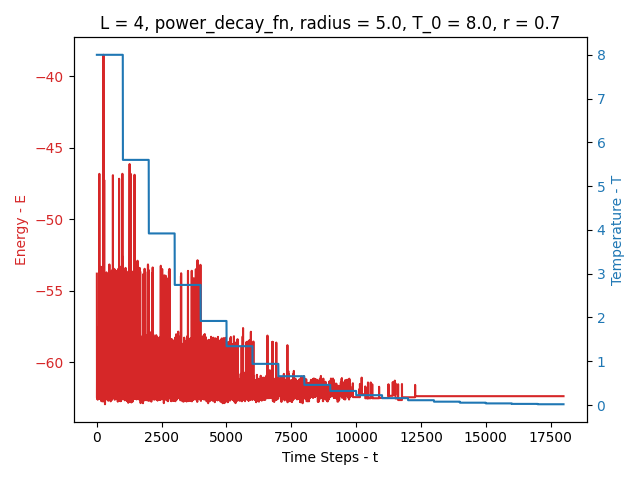 L = 4, power_decay_fn, radius = 5.0, T_0 = 8.0, r = 0.7
Energy - E
−40
−45
−50
−55
−60
8
7
6
5
4
3
2
1
0
Temperature - T
0 2500 5000 7500 10000 12500 15000 17500
Time Steps - t